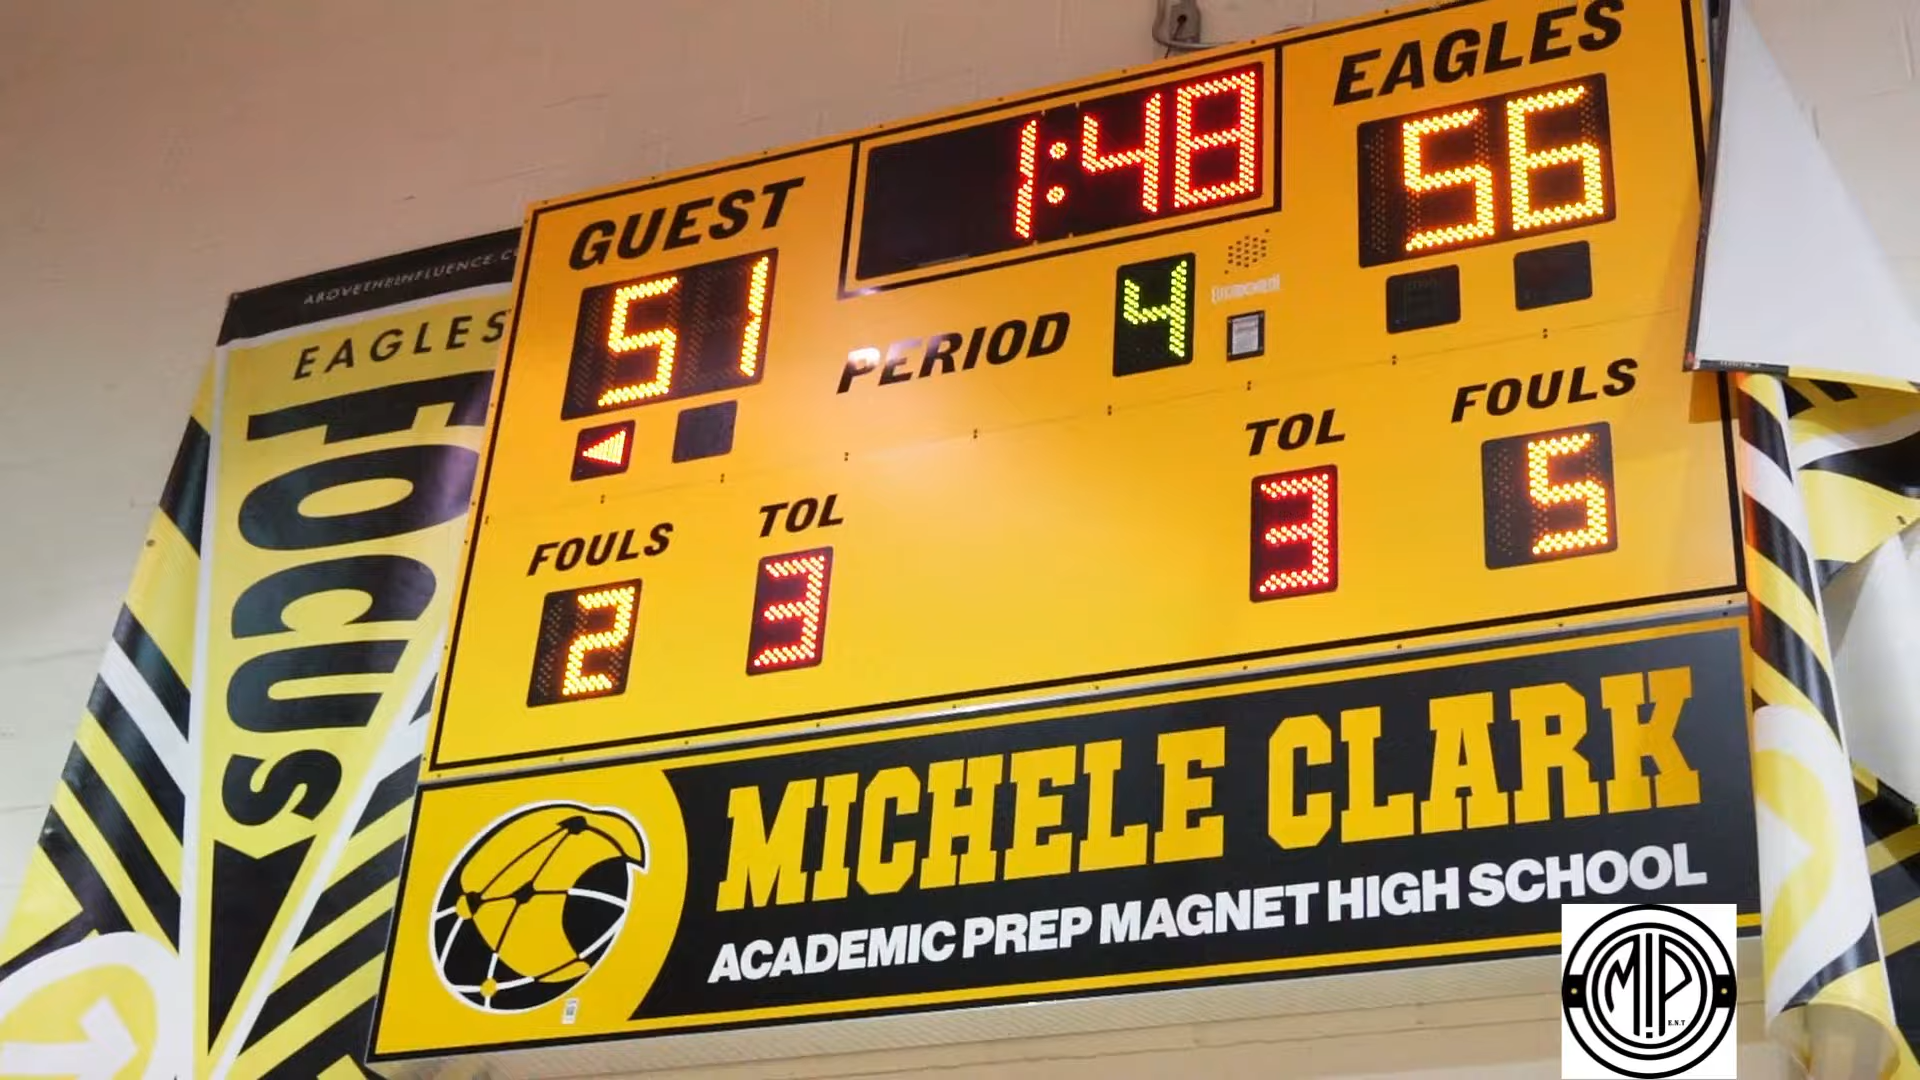 EAGLES
1:48
GUEST
56
51
4
PERIOD
ABOVETHEINFLUENCE.C
EAGLES
FOCUS
FOULS
TOL
5
3
TOL
FOULS
3
2
MICHELE CLARK
ACADEMIC PREP MAGNET HIGH SCHOOL
M!P
E.N.T